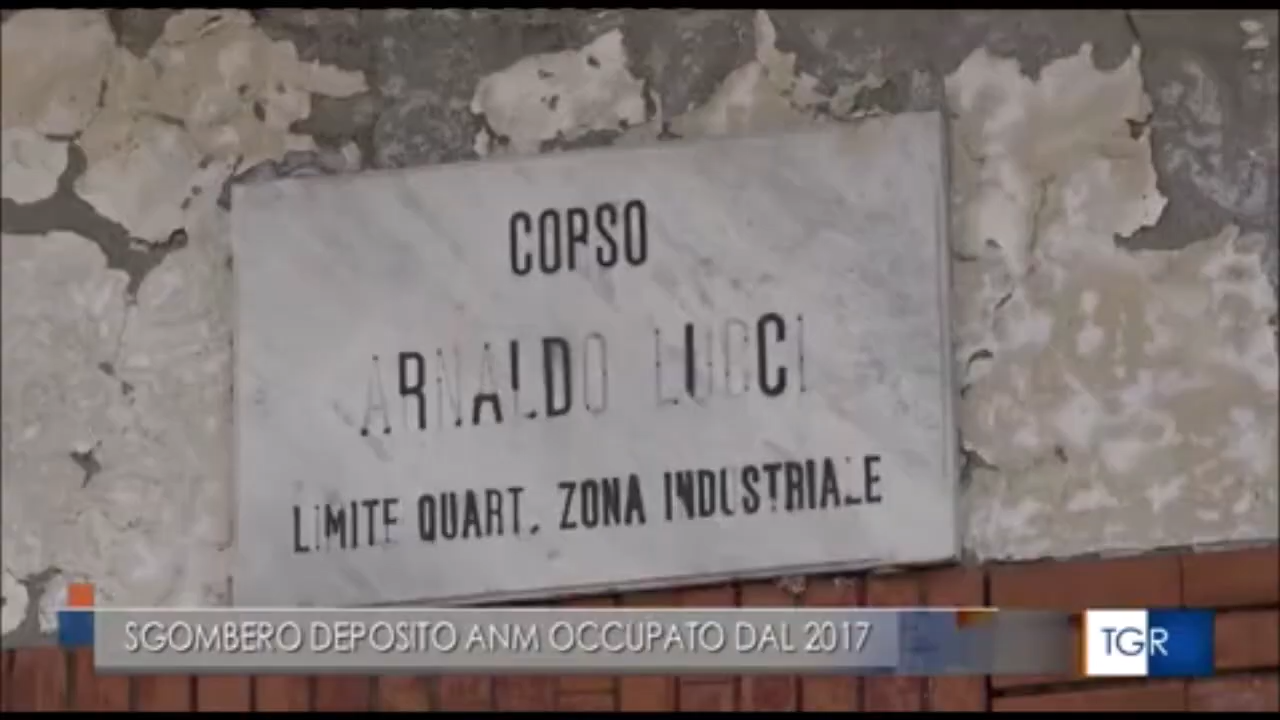 CORSO
ARNALDO LUCCI
LIMITE QUART. ZONA INDUSTRIALE
SGOMBERO DEPOSITO ANM OCCUPATO DAL 2017
TGR